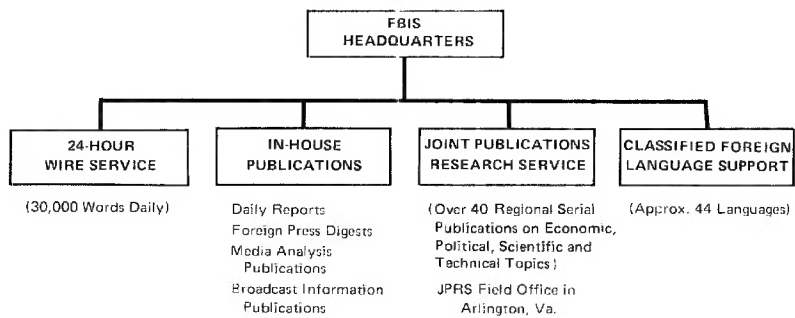 FBIS
HEADQUARTERS
24-HOUR
WIRE SERVICE
(30,000 Words Daily)
IN-HOUSE
PUBLICATIONS
Daily Reports
Foreign Press Digests
Media Analysis
Publications
Broadcast Information
Publications
JOINT PUBLICATIONS
RESEARCH SERVICE
(Over 40 Regional Serial
Publications on Economic,
Political, Scientific and
Technical Topics)
JPRS Field Office in
Arlington, Va.
CLASSIFIED FOREIGN
LANGUAGE SUPPORT
(Approx. 44 Languages)